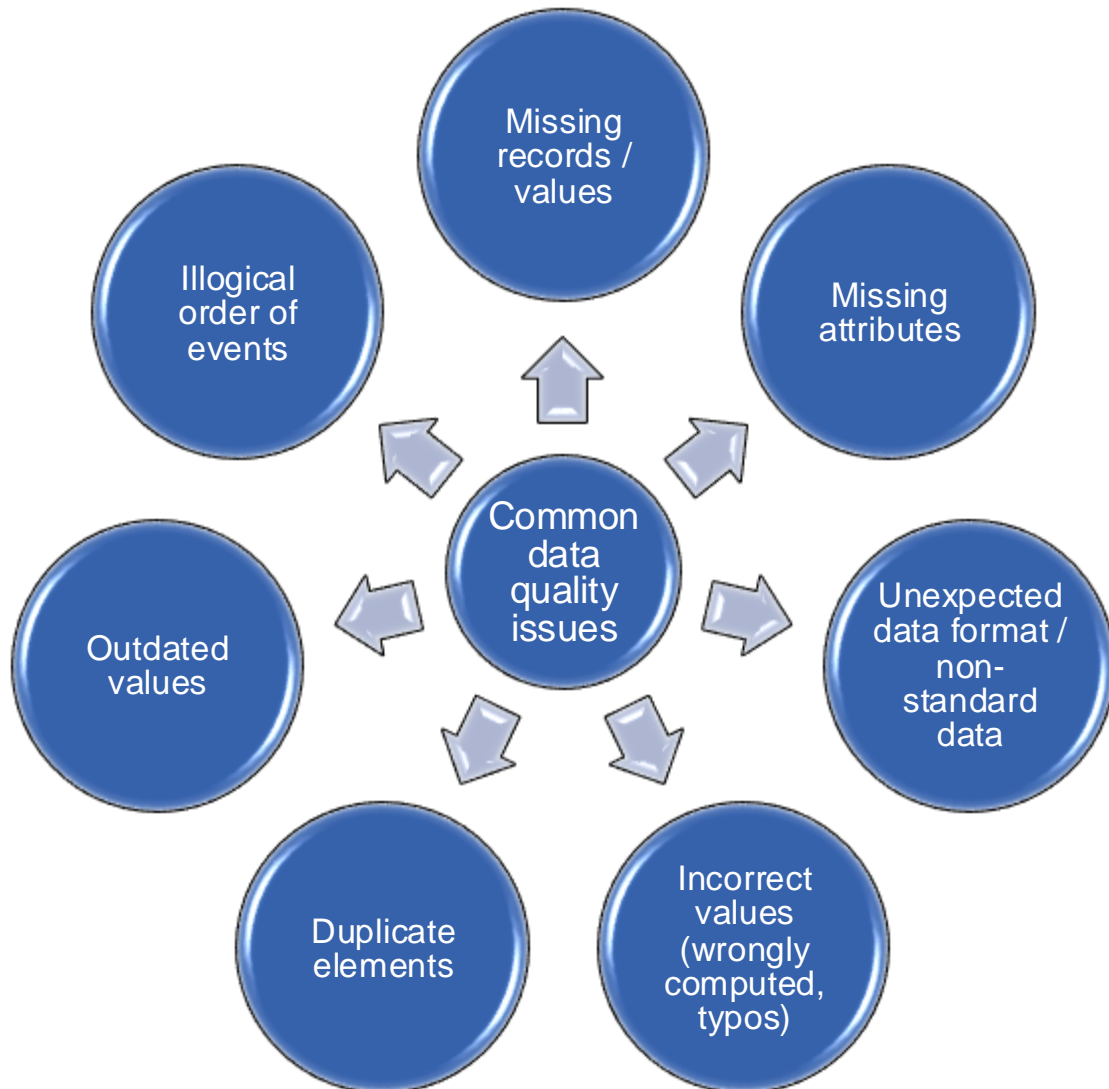 Missing
records /
values
Missing
attributes
Unexpected
data format /
non-
standard
data
Incorrect
values
(wrongly
computed,
typos)
Duplicate
elements
Outdated
values
Illogical
order of
events
Common
data
quality
issues